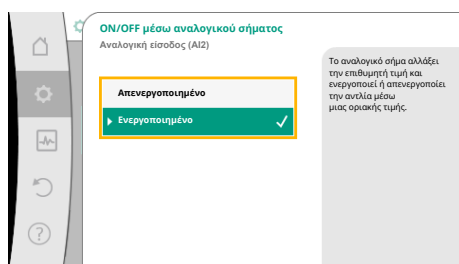 ON/OFF μέσω αναλογικού σήματος
Αναλογική είσοδος (AI2)
Απενεργοποιημένο
Ενεργοποιημένο
Το αναλογικό σήμα αλλάζει
την επιθυμητή τιμή και
ενεργοποιεί ή απενεργοποίει
την αντλία μέσω
μιας οριακής τιμής.
?